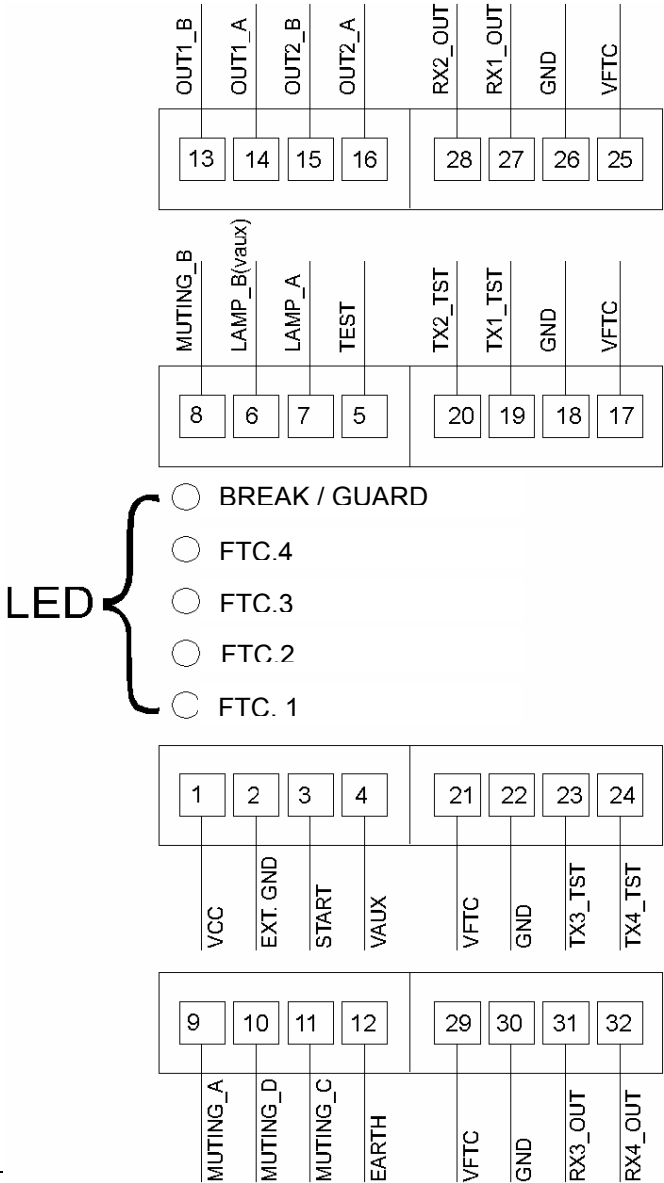 OUT1_B OUT1_A OUT2_B OUT2_A RX2_OUT RX1_OUT GND VFTC
13 14 15 16 28 27 26 25
MUTING_B LAMP_B(vaux) LAMP_A TEST TX2_TST TX1_TST GND VFTC
8 6 7 5 20 19 18 17
BREAK / GUARD
FTC.4
LED FTC.3
FTC.2
FTC. 1
1 2 3 4 21 22 23 24
VCC EXT. GND START VAUX VFTC GND TX3_TST TX4_TST
9 10 11 12 29 30 31 32
MUTING_A MUTING_D MUTING_C EARTH VFTC GND RX3_OUT RX4_OUT